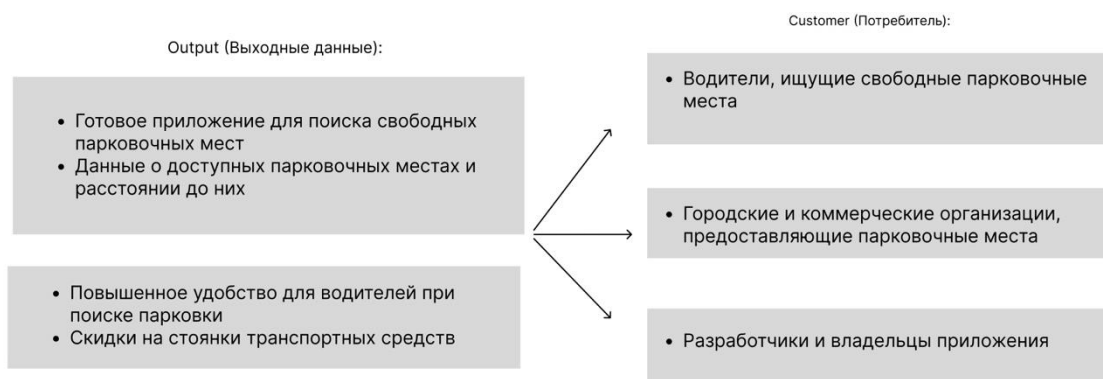 Output (Выходные данные):
• Готовое приложение для поиска свободных
парковочных мест
• Данные о доступных парковочных местах и
расстоянии до них
• Повышенное удобство для водителей при
поиске парковки
• Скидки на стоянки транспортных средств
Customer (Потребитель):
• Водители, ищущие свободные парковочные
места
• Городские и коммерческие организации,
предоставляющие парковочные места
• Разработчики и владельцы приложения